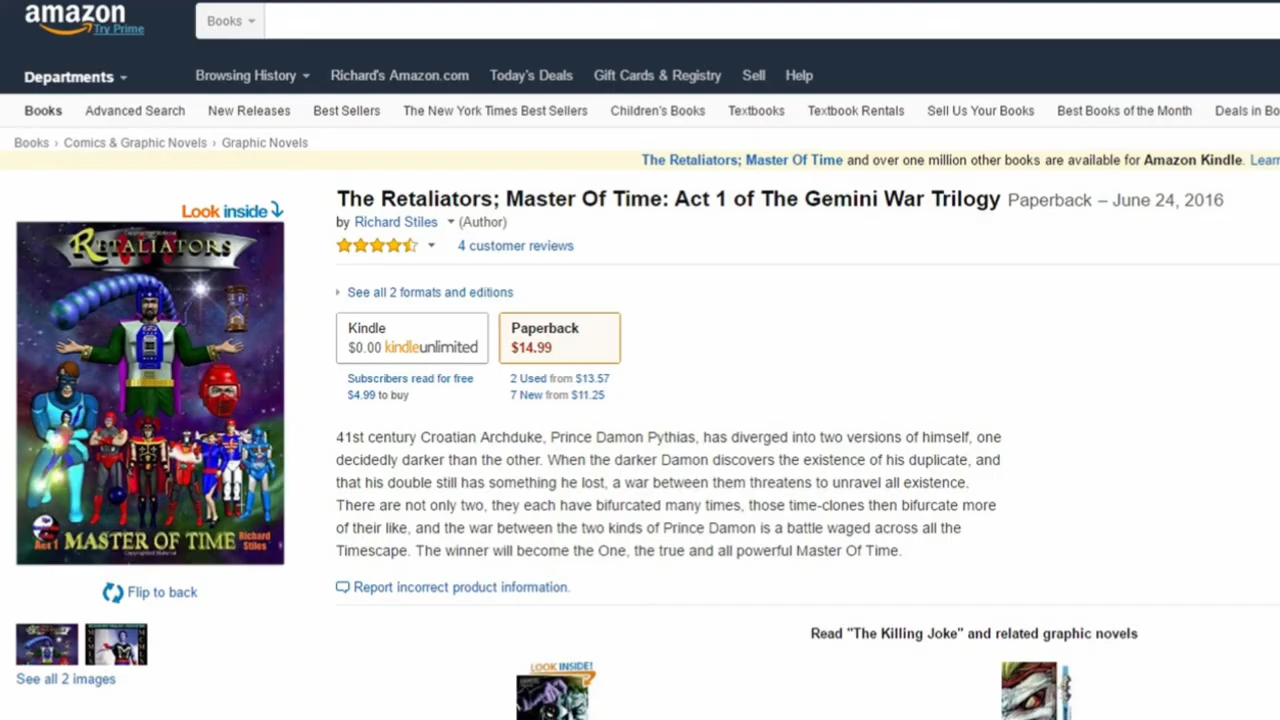 amazon
Try Prime
Books
Departments
Browsing History
Richard's Amazon.com
Today's Deals
Gift Cards & Registry
Sell
Help
Books
Advanced Search
New Releases
Best Sellers
The New York Times Best Sellers
Children's Books
Textbooks
Textbook Rentals
Sell Us Your Books
Best Books of the Month
Deals in Bo
Books › Comics & Graphic Novels › Graphic Novels
The Retaliators; Master Of Time and over one million other books are available for Amazon Kindle. Learn
Look inside
RETALIATORS
Act 1 MASTER OF TIME Richard Stiles
Flip to back
See all 2 images
The Retaliators; Master Of Time: Act 1 of The Gemini War Trilogy Paperback – June 24, 2016
by Richard Stiles (Author)
4 customer reviews
See all 2 formats and editions
Kindle
$0.00 kindleunlimited
Subscribers read for free
$4.99 to buy
Paperback
$14.99
2 Used from $13.57
7 New from $11.25
41st century Croatian Archduke, Prince Damon Pythias, has diverged into two versions of himself, one
decidedly darker than the other. When the darker Damon discovers the existence of his duplicate, and
that his double still has something he lost, a war between them threatens to unravel all existence.
There are not only two, they each have bifurcated many times, those time-clones then bifurcate more
of their like, and the war between the two kinds of Prince Damon is a battle waged across all the
Timescape. The winner will become the One, the true and all powerful Master Of Time.
Report incorrect product information.
Read "The Killing Joke" and related graphic novels
LOOK INSIDE!